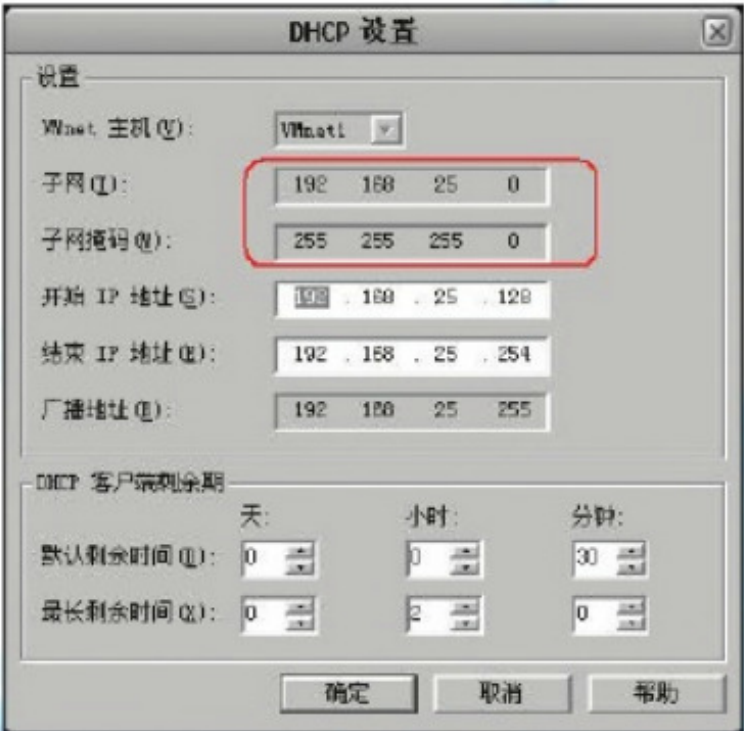 DHCP 设置
设置
VMnet 主机(V):
VMnet1
子网(I):
192 168 25 0
子网掩码(N):
255 255 255 0
开始 IP 地址(S):
192 . 168 . 25 . 128
结束 IP 地址(E):
192 . 168 . 25 . 254
广播地址(B):
192 168 25 255
DHCP 客户端剩余期
天: 小时: 分钟:
默认剩余时间(D): 0 0 30
最长剩余时间(X): 0 2 0
确定 取消 帮助